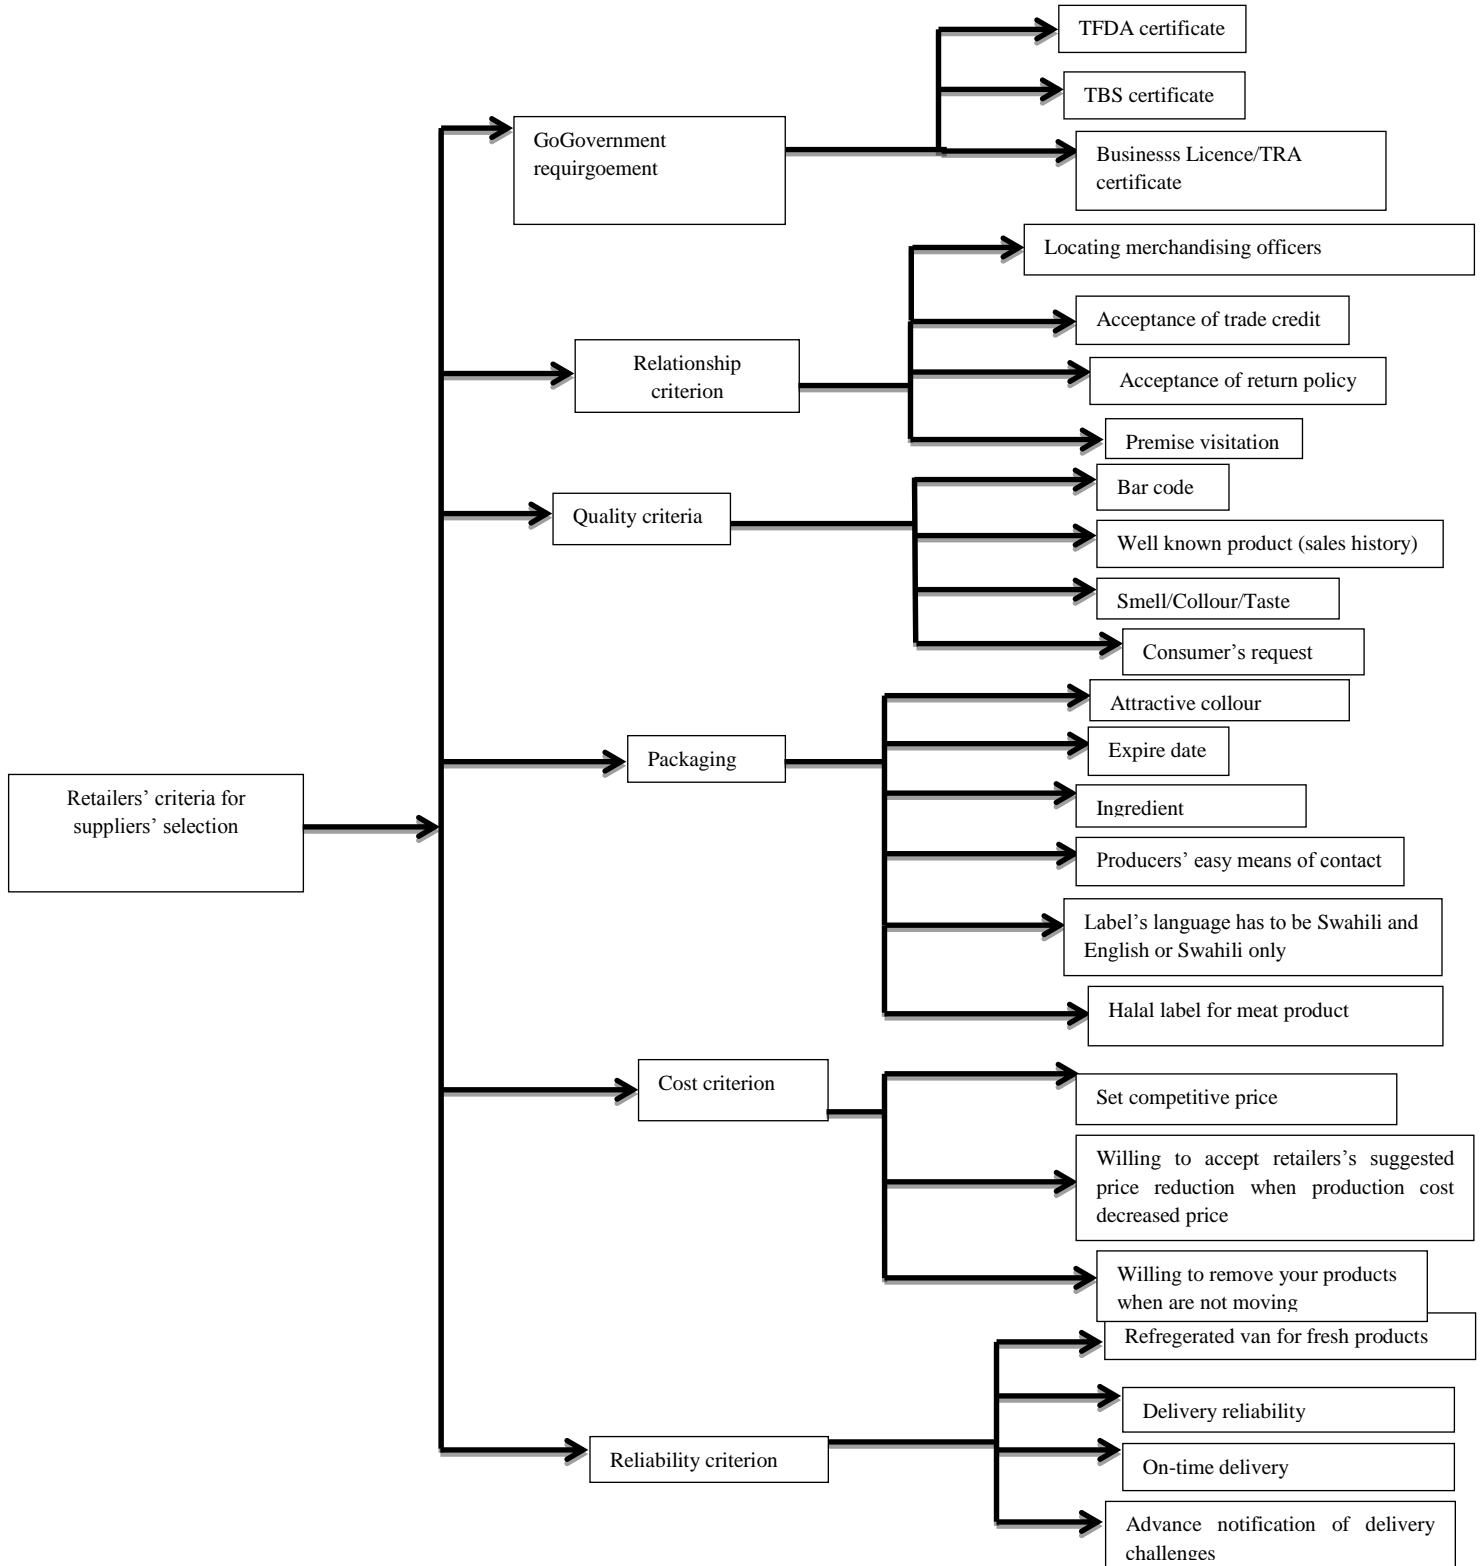 TFDA certificate
TBS certificate
GoGovernment
requirgoement
Businesss Licence/TRA
certificate
Locating merchandising officers
Acceptance of trade credit
Relationship
criterion
Acceptance of return policy
Premise visitation
Bar code
Quality criteria
Well known product (sales history)
Smell/Collour/Taste
Consumer’s request
Attractive collour
Packaging
Expire date
Retailers’ criteria for
suppliers’ selection
Ingredient
Producers’ easy means of contact
Label’s language has to be Swahili and
English or Swahili only
Halal label for meat product
Cost criterion
Set competitive price
Willing to accept retailers’s suggested
price reduction when production cost
decreased price
Willing to remove your products
when are not moving
Refregerated van for fresh products
Delivery reliability
Reliability criterion
On-time delivery
Advance notification of delivery
challenges